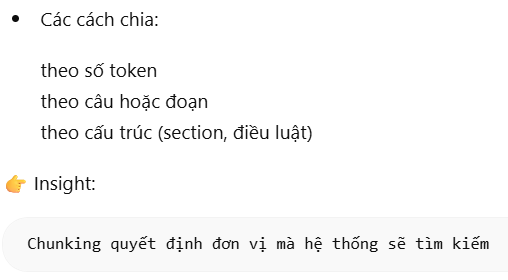 • Các cách chia:
theo số token
theo câu hoặc đoạn
theo cấu trúc (section, điều luật)
👉 Insight:
Chunking quyết định đơn vị mà hệ thống sẽ tìm kiếm